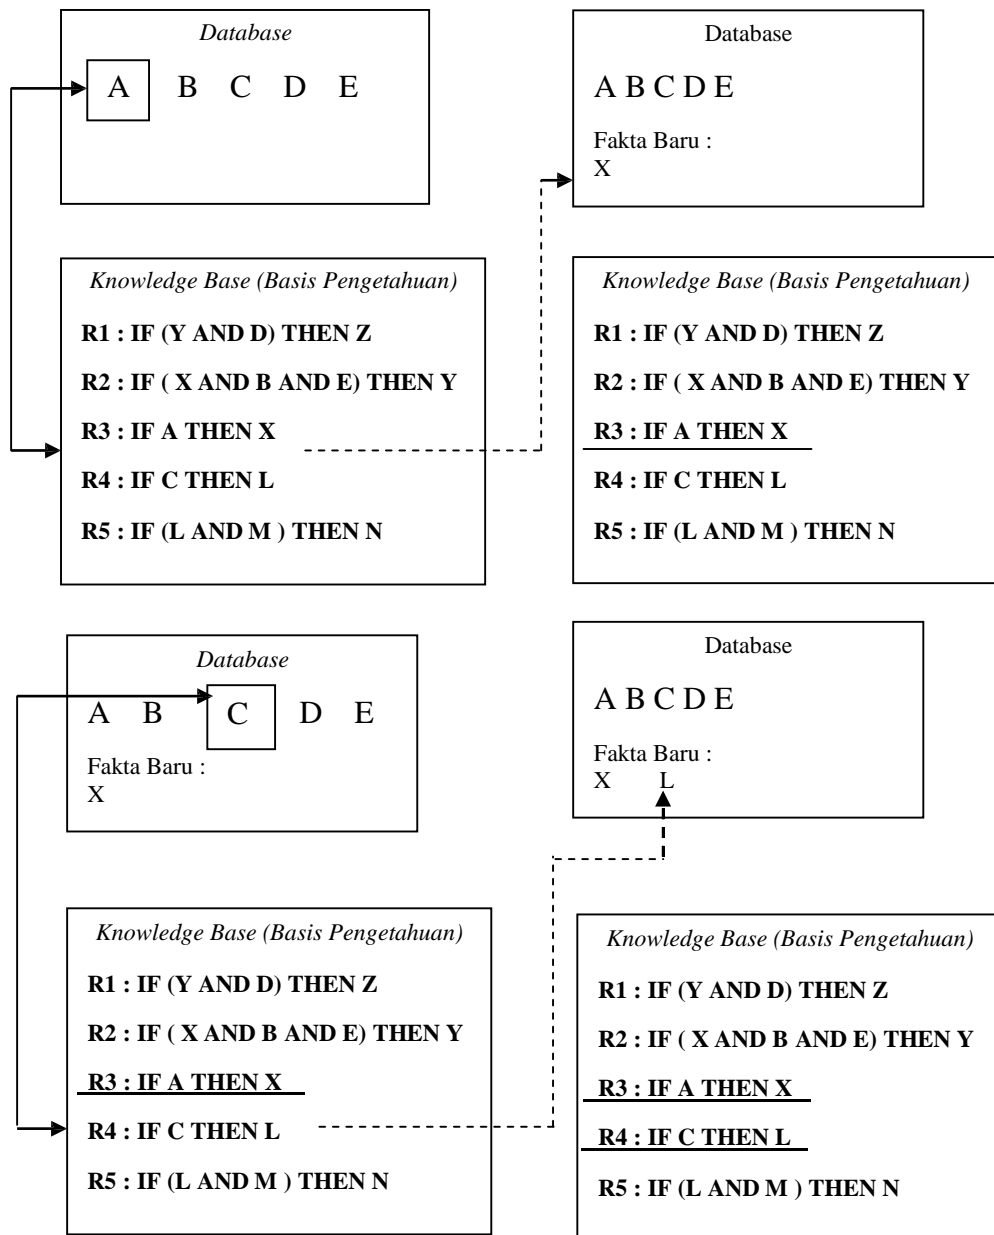 Database
A B C D E
Database
A B C D E
Fakta Baru :
X
Knowledge Base (Basis Pengetahuan)
R1 : IF (Y AND D) THEN Z
R2 : IF ( X AND B AND E) THEN Y
R3 : IF A THEN X
R4 : IF C THEN L
R5 : IF (L AND M ) THEN N
Knowledge Base (Basis Pengetahuan)
R1 : IF (Y AND D) THEN Z
R2 : IF ( X AND B AND E) THEN Y
R3 : IF A THEN X
R4 : IF C THEN L
R5 : IF (L AND M ) THEN N
Database
A B C D E
Fakta Baru :
X
Database
A B C D E
Fakta Baru :
X L
Knowledge Base (Basis Pengetahuan)
R1 : IF (Y AND D) THEN Z
R2 : IF ( X AND B AND E) THEN Y
R3 : IF A THEN X
R4 : IF C THEN L
R5 : IF (L AND M ) THEN N
Knowledge Base (Basis Pengetahuan)
R1 : IF (Y AND D) THEN Z
R2 : IF ( X AND B AND E) THEN Y
R3 : IF A THEN X
R4 : IF C THEN L
R5 : IF (L AND M ) THEN N